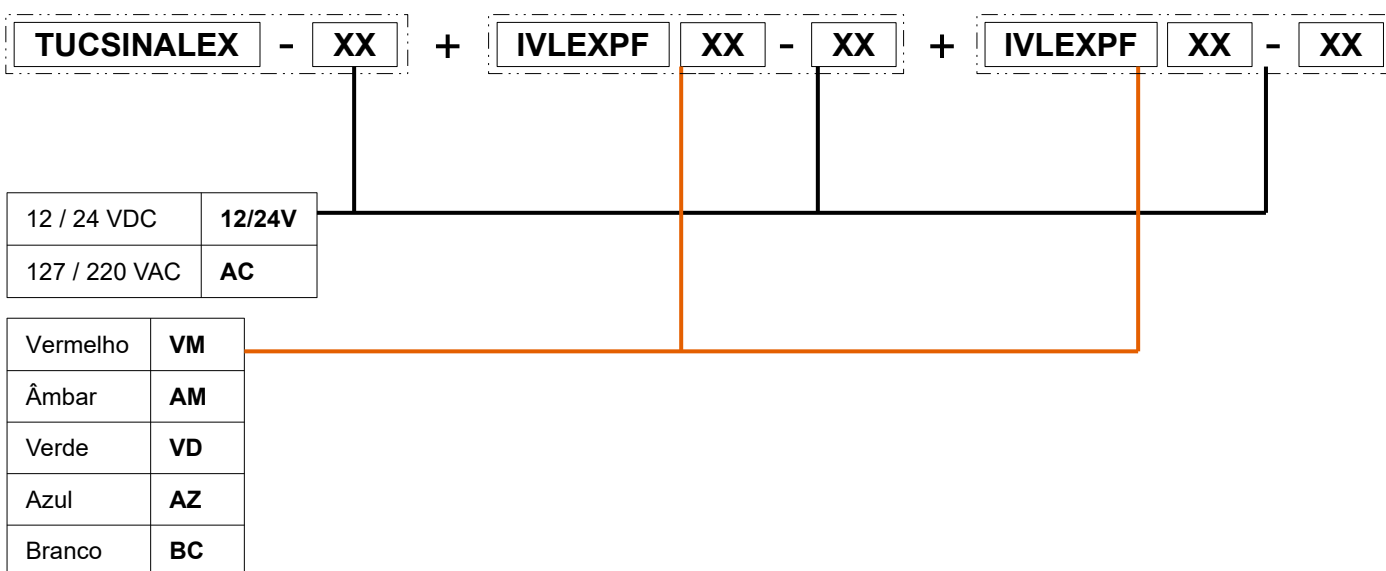 TUCSINALEX - XX + IVLEXPF XX - XX + IVLEXPF XX - XX
12 / 24 VDC 12/24V
127 / 220 VAC AC
Vermelho VM
Âmbar AM
Verde VD
Azul AZ
Branco BC